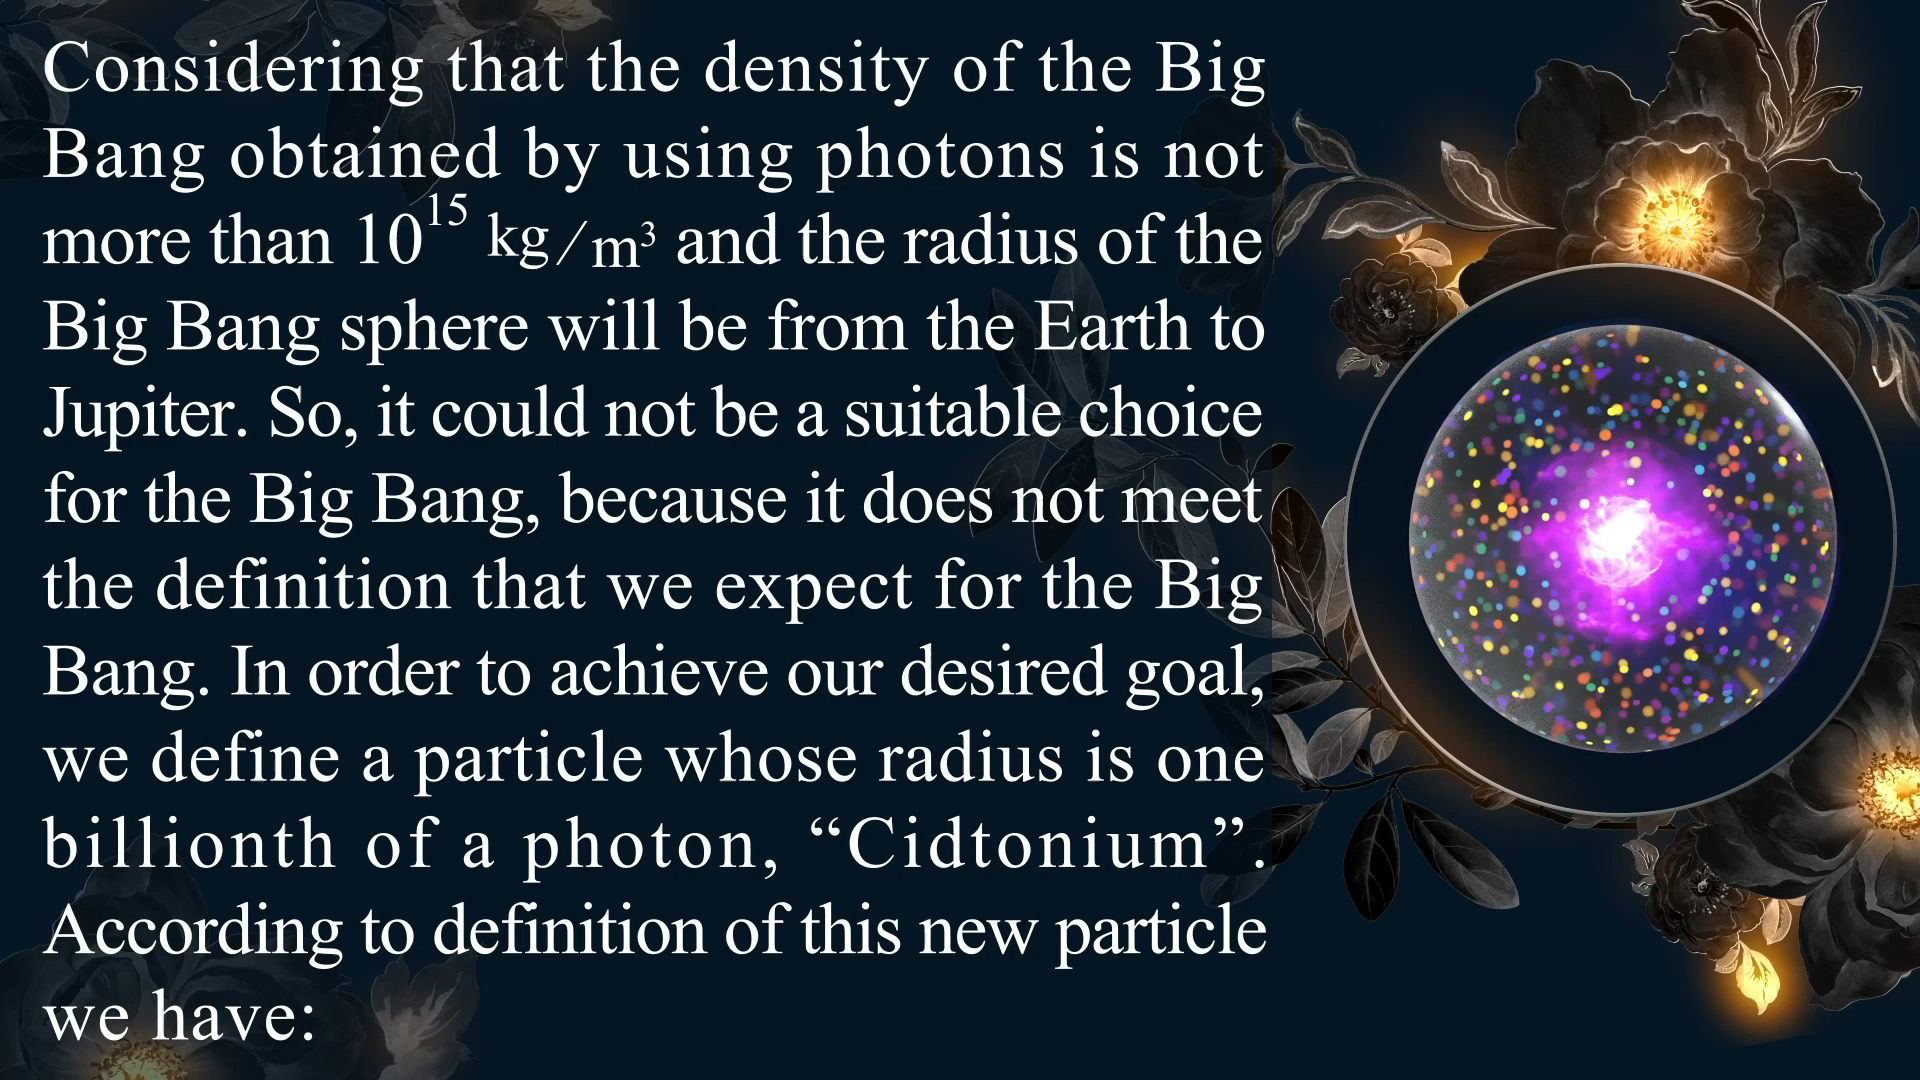 Considering that the density of the Big
Bang obtained by using photons is not
more than 10¹⁵ kg/m³ and the radius of the
Big Bang sphere will be from the Earth to
Jupiter. So, it could not be a suitable choice
for the Big Bang, because it does not meet
the definition that we expect for the Big
Bang. In order to achieve our desired goal,
we define a particle whose radius is one
billionth of a photon, “Cidtonium”.
According to definition of this new particle
we have: